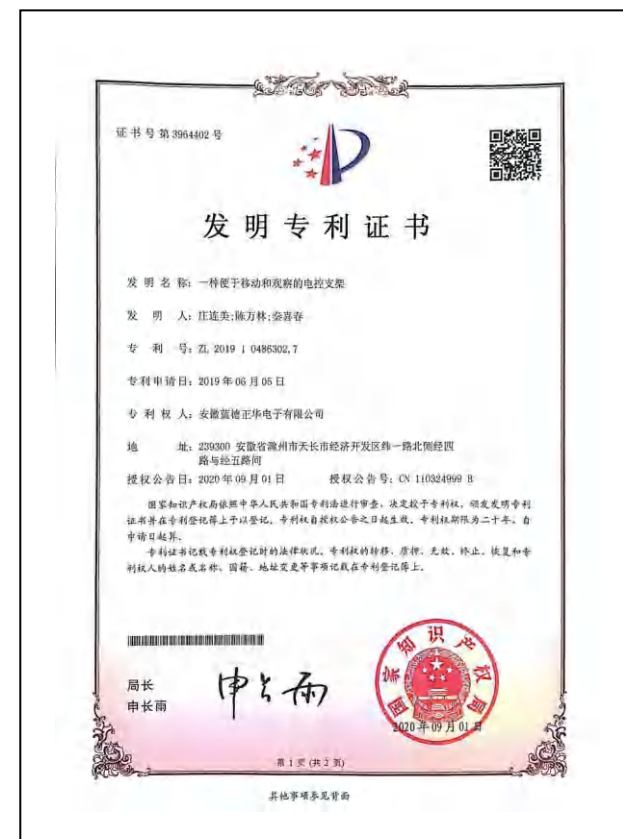 证书号第3964402号
发明专利证书
发 明 名 称：一种便于移动和观察的电控支架
发 明 人：庄连美;陈万林;秦喜春
专 利 号：ZL 2019 1 0486302.7
专利申请日：2019年06月05日
专 利 权 人：安徽蓝德正华电子有限公司
地 址：239300 安徽省滁州市天长市经济开发区纬一路北侧经四
路与经五路间
授权公告日：2020年09月01日 授权公告号：CN 110324999 B
国家知识产权局依照中华人民共和国专利法进行审查，决定授予专利权，颁发发明专利
证书并在专利登记簿上予以登记。专利权自授权公告之日起生效。专利权期限为二十年，自
申请日起算。
专利证书记载专利权登记时的法律状况。专利权的转移、质押、无效、终止、恢复和专
利权人的姓名或名称、国籍、地址变更等事项记载在专利登记簿上。
局长
申长雨
申长雨
国家知识产权局
2020年09月01日
第 1 页 (共 2 页)
其他事项参见背面